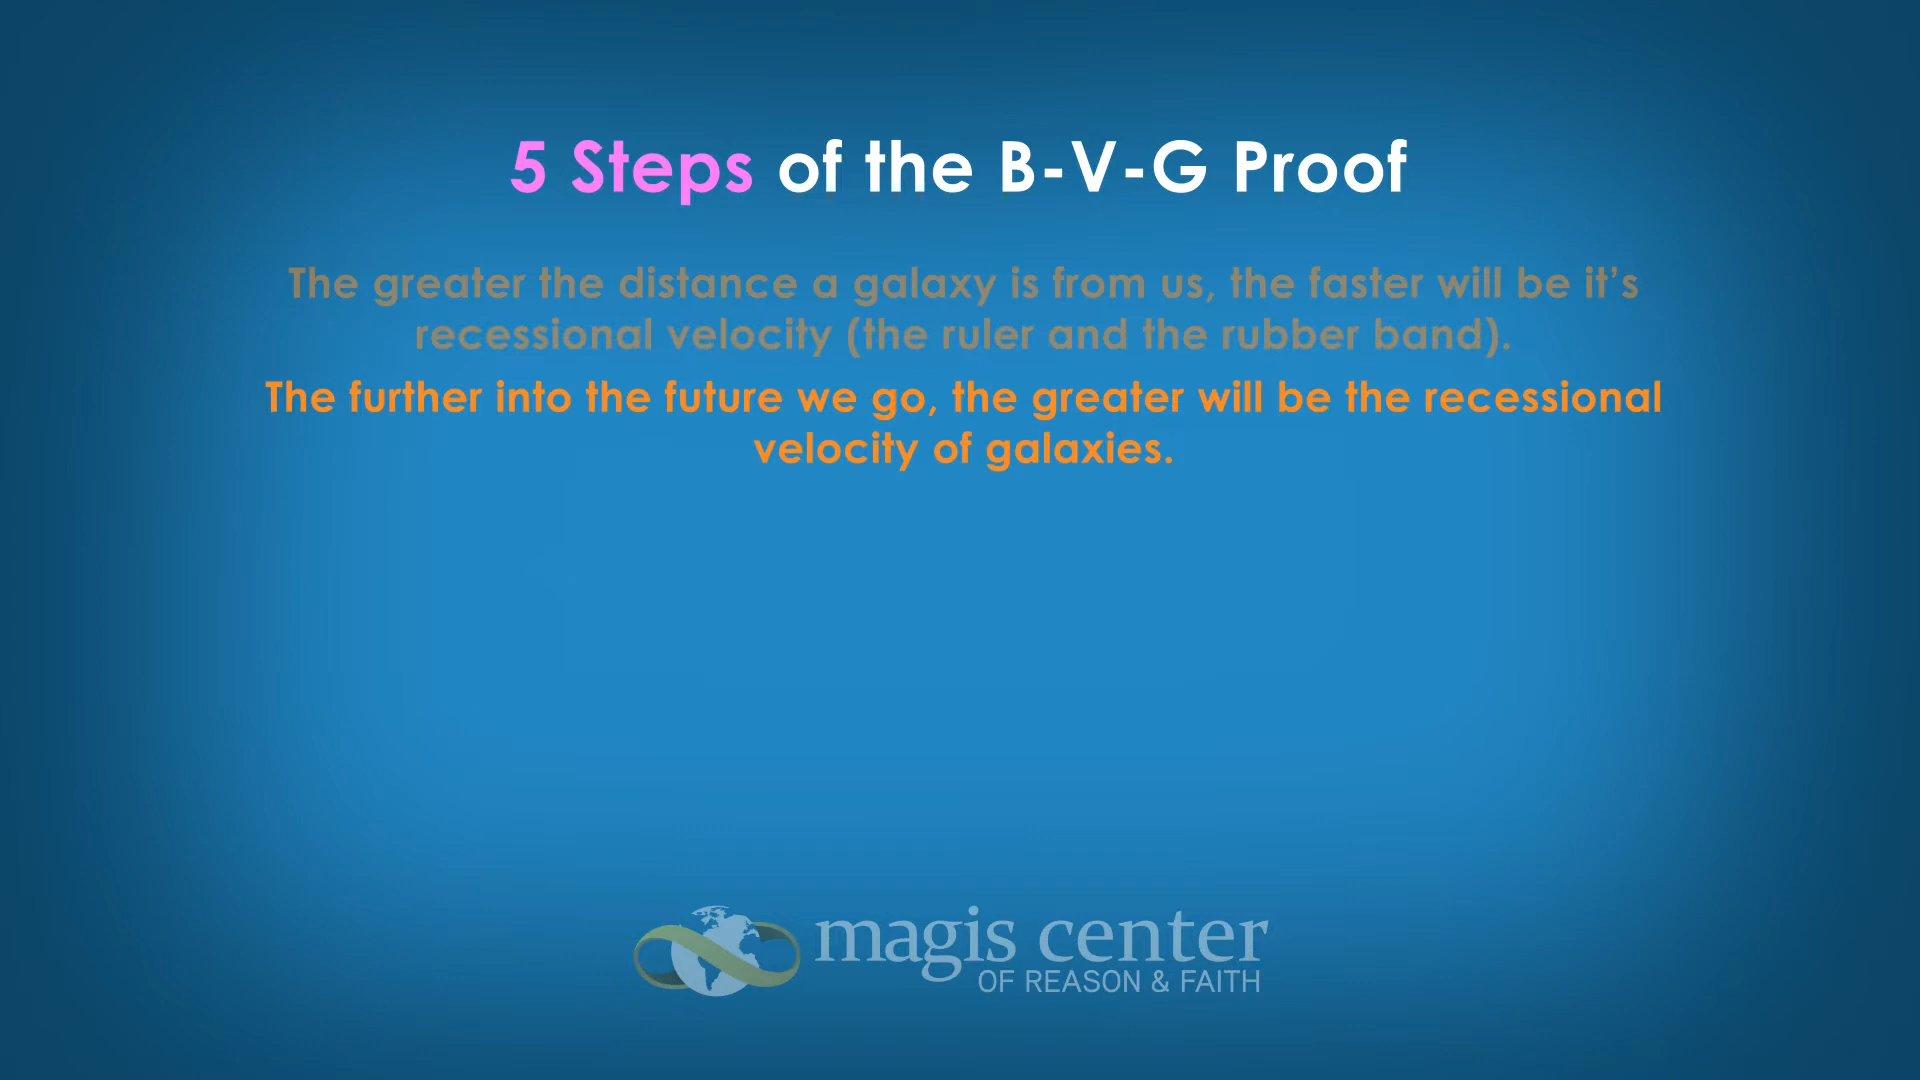 5 Steps of the B-V-G Proof
The greater the distance a galaxy is from us, the faster will be it’s
recessional velocity (the ruler and the rubber band).
The further into the future we go, the greater will be the recessional
velocity of galaxies.
magis center
OF REASON & FAITH